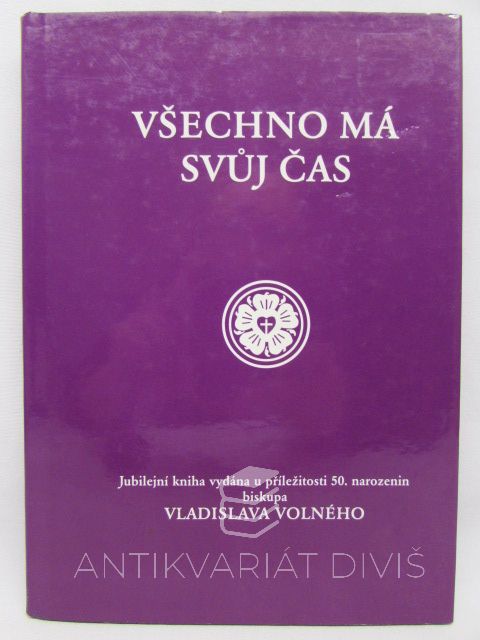 VŠECHNO MÁ
SVŮJ ČAS
Jubilejní kniha vydána u příležitosti 50. narozenin
biskupa
VLADISLAVA VOLNÉHO
ANTIKVARIÁT DIVIŠ